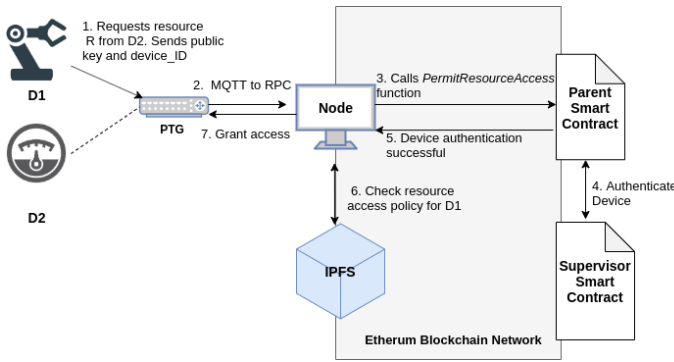 1. Requests resource
R from D2. Sends public
key and device_ID
D1
2. MQTT to RPC
PTG
7. Grant access
Node
3. Calls PermitResourceAccess
function
5. Device authentication
successful
Parent
Smart
Contract
4. Authenticate
Device
6. Check resource
access policy for D1
D2
IPFS
Supervisor
Smart
Contract
Etherum Blockchain Network